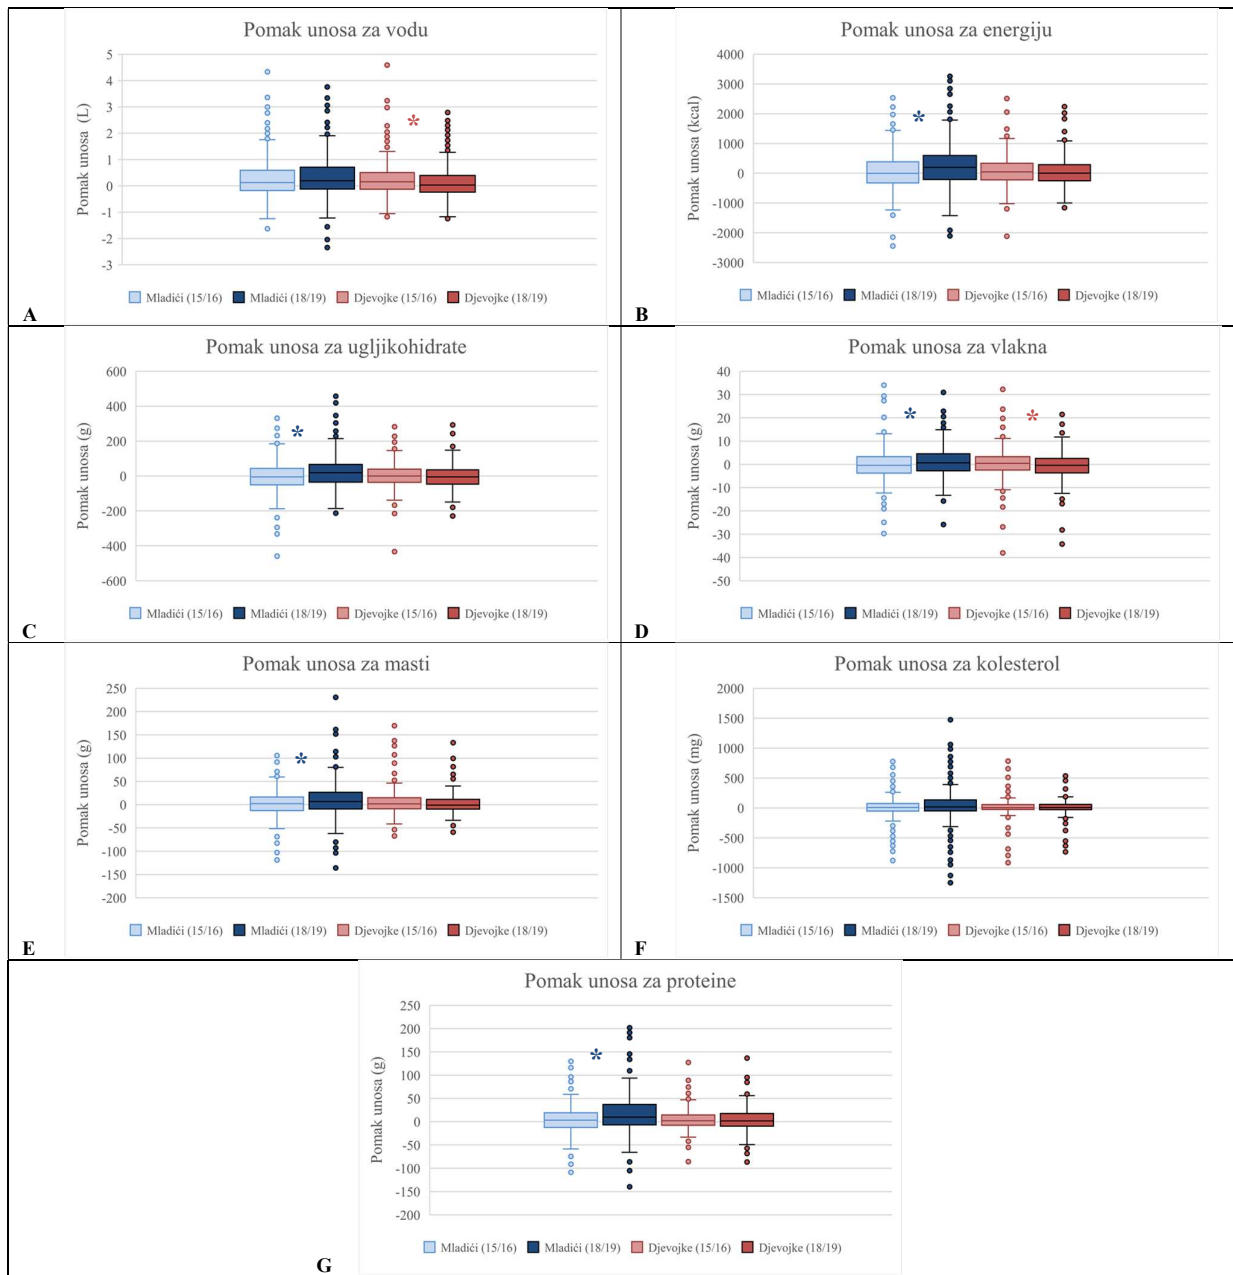 Pomak unosa za vodu
Pomak unosa (L)
5
4
3
2
1
0
-1
-2
-3
*
Mladići (15/16) Mladići (18/19) Djevojke (15/16) Djevojke (18/19)
A
Pomak unosa za energiju
Pomak unosa (kcal)
4000
3000
2000
1000
0
-1000
-2000
-3000
*
Mladići (15/16) Mladići (18/19) Djevojke (15/16) Djevojke (18/19)
B
Pomak unosa za ugljikohidrate
Pomak unosa (g)
600
400
200
0
-200
-400
-600
*
Mladići (15/16) Mladići (18/19) Djevojke (15/16) Djevojke (18/19)
C
Pomak unosa za vlakna
Pomak unosa (g)
40
30
20
10
0
-10
-20
-30
-40
-50
* *
Mladići (15/16) Mladići (18/19) Djevojke (15/16) Djevojke (18/19)
D
Pomak unosa za masti
Pomak unosa (g)
250
200
150
100
50
0
-50
-100
-150
-200
*
Mladići (15/16) Mladići (18/19) Djevojke (15/16) Djevojke (18/19)
E
Pomak unosa za kolesterol
Pomak unosa (mg)
2000
1500
1000
500
0
-500
-1000
-1500
Mladići (15/16) Mladići (18/19) Djevojke (15/16) Djevojke (18/19)
F
Pomak unosa za proteine
Pomak unosa (g)
250
200
150
100
50
0
-50
-100
-150
-200
*
Mladići (15/16) Mladići (18/19) Djevojke (15/16) Djevojke (18/19)
G